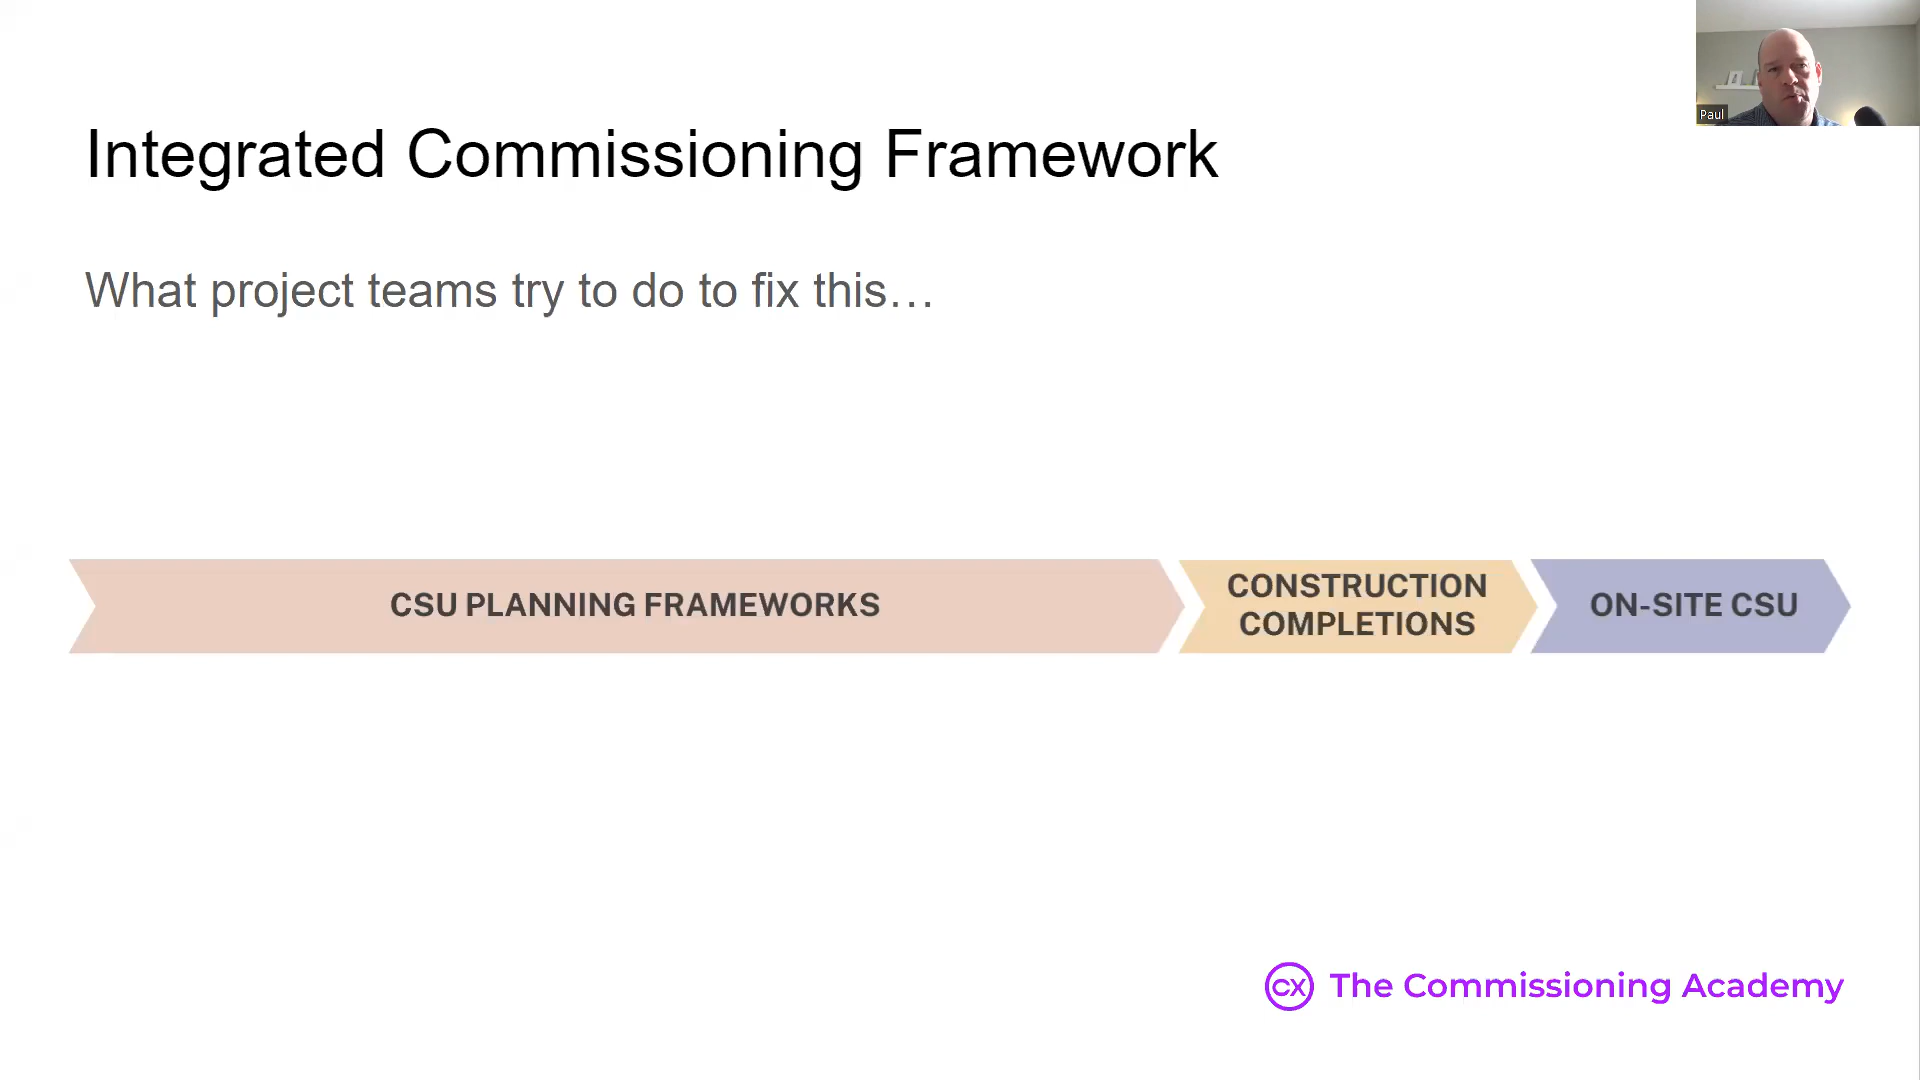 Paul
Integrated Commissioning Framework
What project teams try to do to fix this…
CSU PLANNING FRAMEWORKS
CONSTRUCTION
COMPLETIONS
ON-SITE CSU
CX The Commissioning Academy